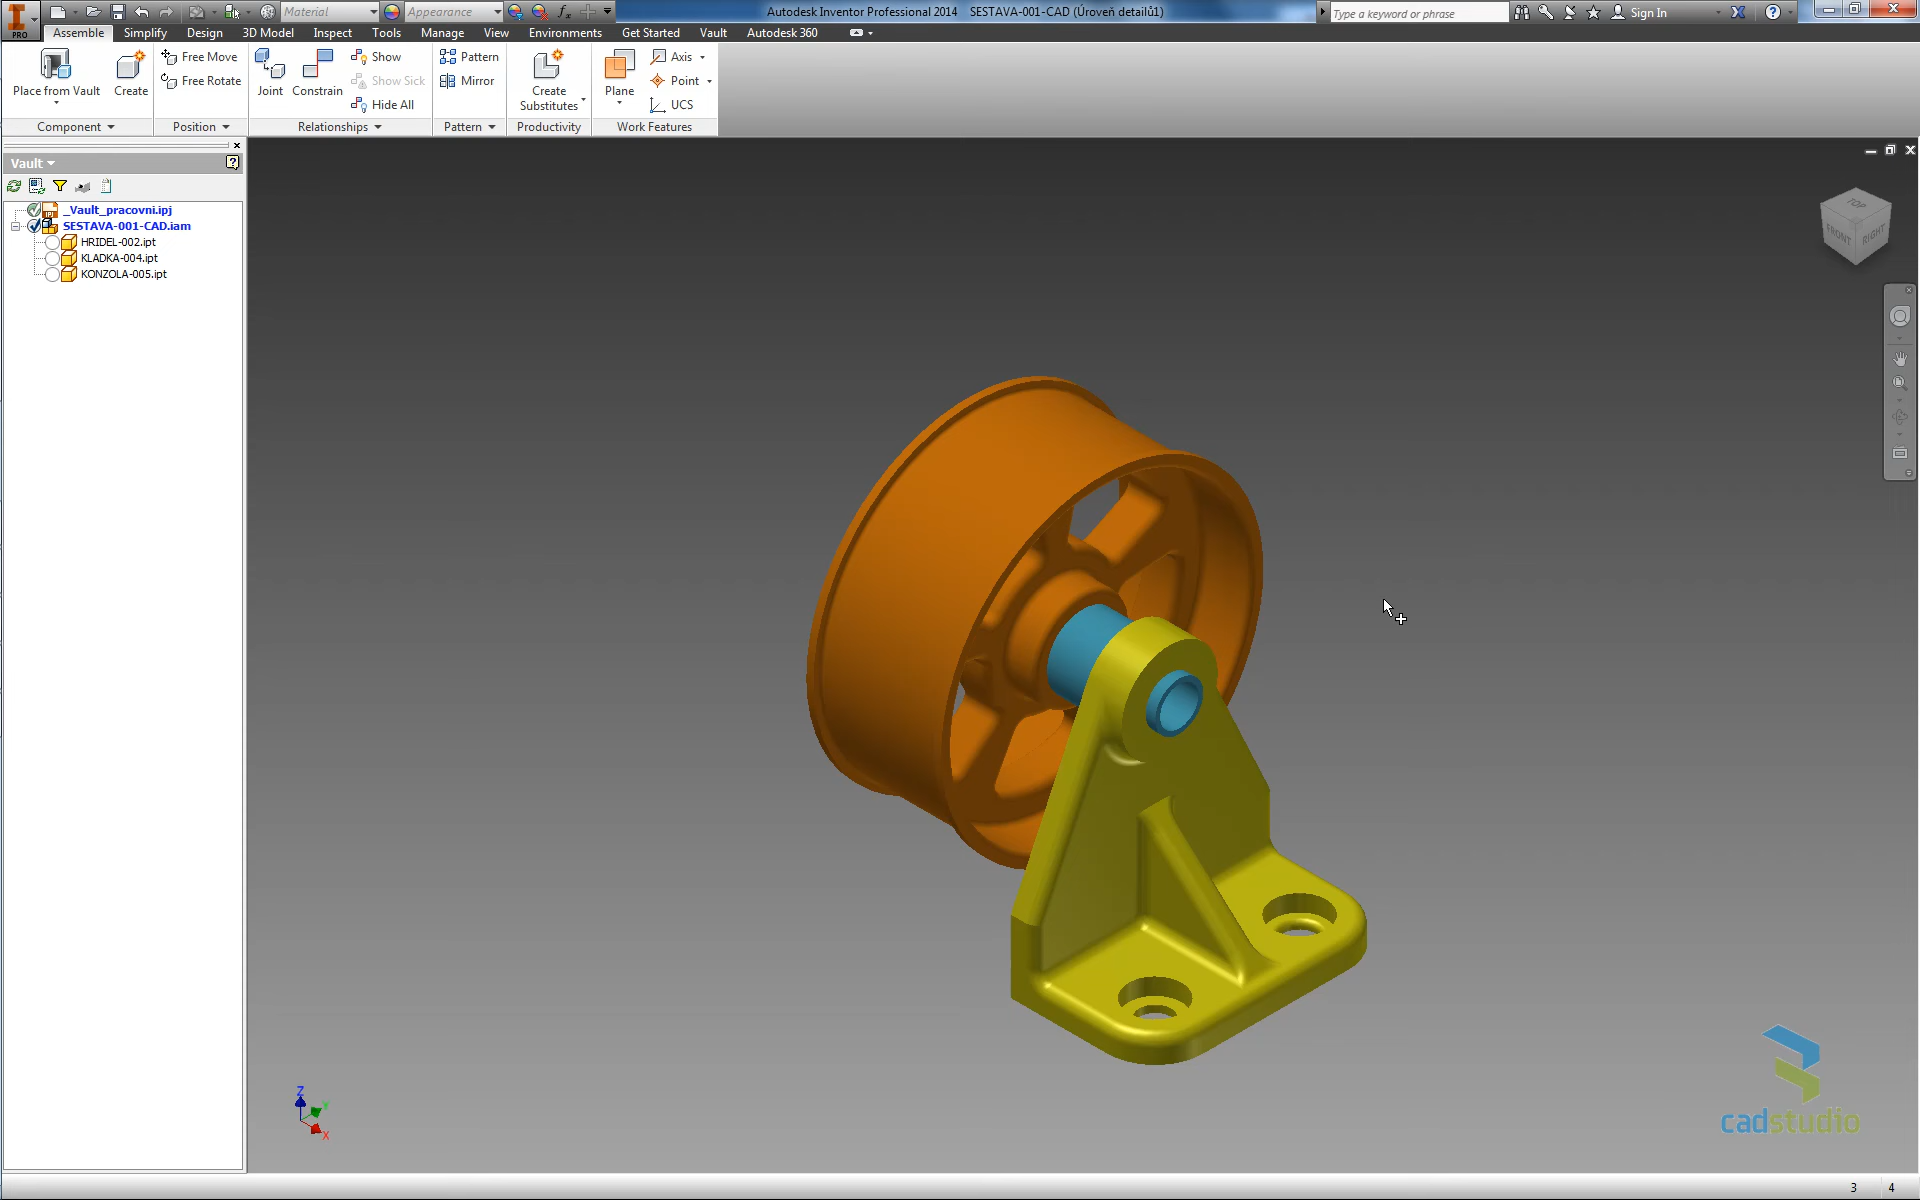 PRO
Material
Appearance
fx
Autodesk Inventor Professional 2014 SESTAVA-001-CAD (Úroveň detailů1)
Type a keyword or phrase
Sign In
Assemble Simplify Design 3D Model Inspect Tools Manage View Environments Get Started Vault Autodesk 360
Place from Vault
Create
Free Move
Free Rotate
Joint
Constrain
Show
Show Sick
Hide All
Pattern
Mirror
Create
Substitutes
Plane
Axis
Point
UCS
Component
Position
Relationships
Pattern
Productivity
Work Features
Vault
_Vault_pracovni.ipj
SESTAVA-001-CAD.iam
HRIDEL-002.ipt
KLADKA-004.ipt
KONZOLA-005.ipt
TOP
FRONT
RIGHT
Z
Y
X
cadstudio
3 4